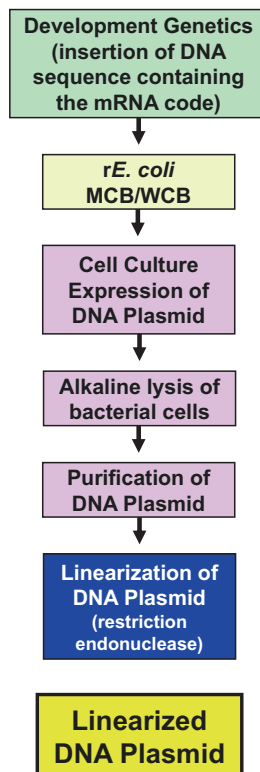 Development Genetics
(insertion of DNA
sequence containing
the mRNA code)
rE. coli
MCB/WCB
Cell Culture
Expression of
DNA Plasmid
Alkaline lysis of
bacterial cells
Purification of
DNA Plasmid
Linearization of
DNA Plasmid
(restriction
endonuclease)
Linearized
DNA Plasmid